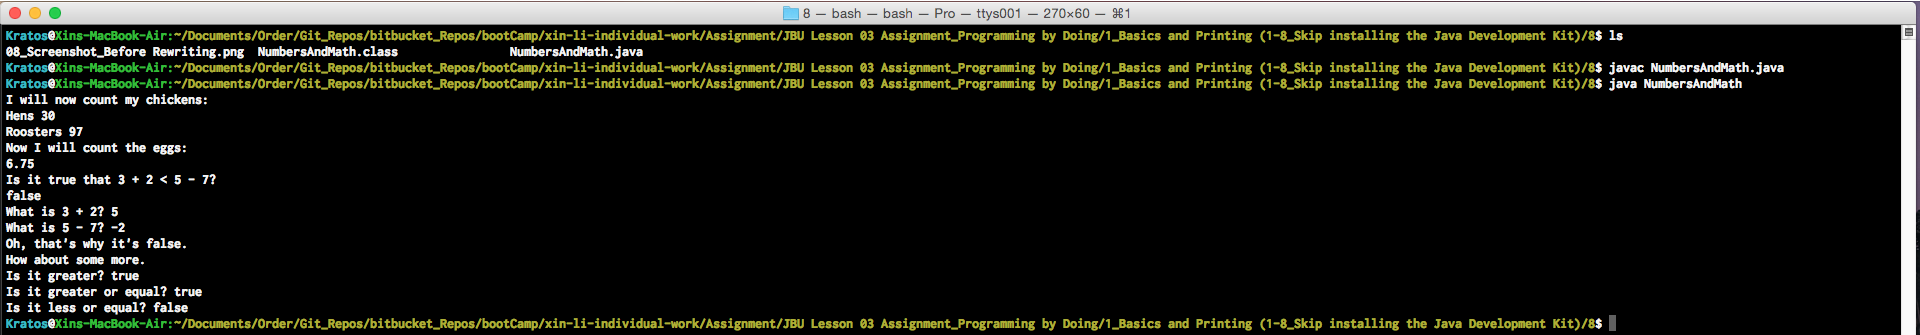 8 — bash — bash — Pro — ttys001 — 270×60 — ⌘1
Kratos@Xins-MacBook-Air:~/Documents/Order/Git_Repos/bitbucket_Repos/bootCamp/xin-li-individual-work/Assignment/JBU Lesson 03 Assignment_Programming by Doing/1_Basics and Printing (1-8_Skip installing the Java Development Kit)/8$ ls
08_Screenshot_Before Rewriting.png  NumbersAndMath.class                NumbersAndMath.java
Kratos@Xins-MacBook-Air:~/Documents/Order/Git_Repos/bitbucket_Repos/bootCamp/xin-li-individual-work/Assignment/JBU Lesson 03 Assignment_Programming by Doing/1_Basics and Printing (1-8_Skip installing the Java Development Kit)/8$ javac NumbersAndMath.java
Kratos@Xins-MacBook-Air:~/Documents/Order/Git_Repos/bitbucket_Repos/bootCamp/xin-li-individual-work/Assignment/JBU Lesson 03 Assignment_Programming by Doing/1_Basics and Printing (1-8_Skip installing the Java Development Kit)/8$ java NumbersAndMath
I will now count my chickens:
Hens 30
Roosters 97
Now I will count the eggs:
6.75
Is it true that 3 + 2 < 5 - 7?
false
What is 3 + 2? 5
What is 5 - 7? -2
Oh, that's why it's false.
How about some more.
Is it greater? true
Is it greater or equal? true
Is it less or equal? false
Kratos@Xins-MacBook-Air:~/Documents/Order/Git_Repos/bitbucket_Repos/bootCamp/xin-li-individual-work/Assignment/JBU Lesson 03 Assignment_Programming by Doing/1_Basics and Printing (1-8_Skip installing the Java Development Kit)/8$